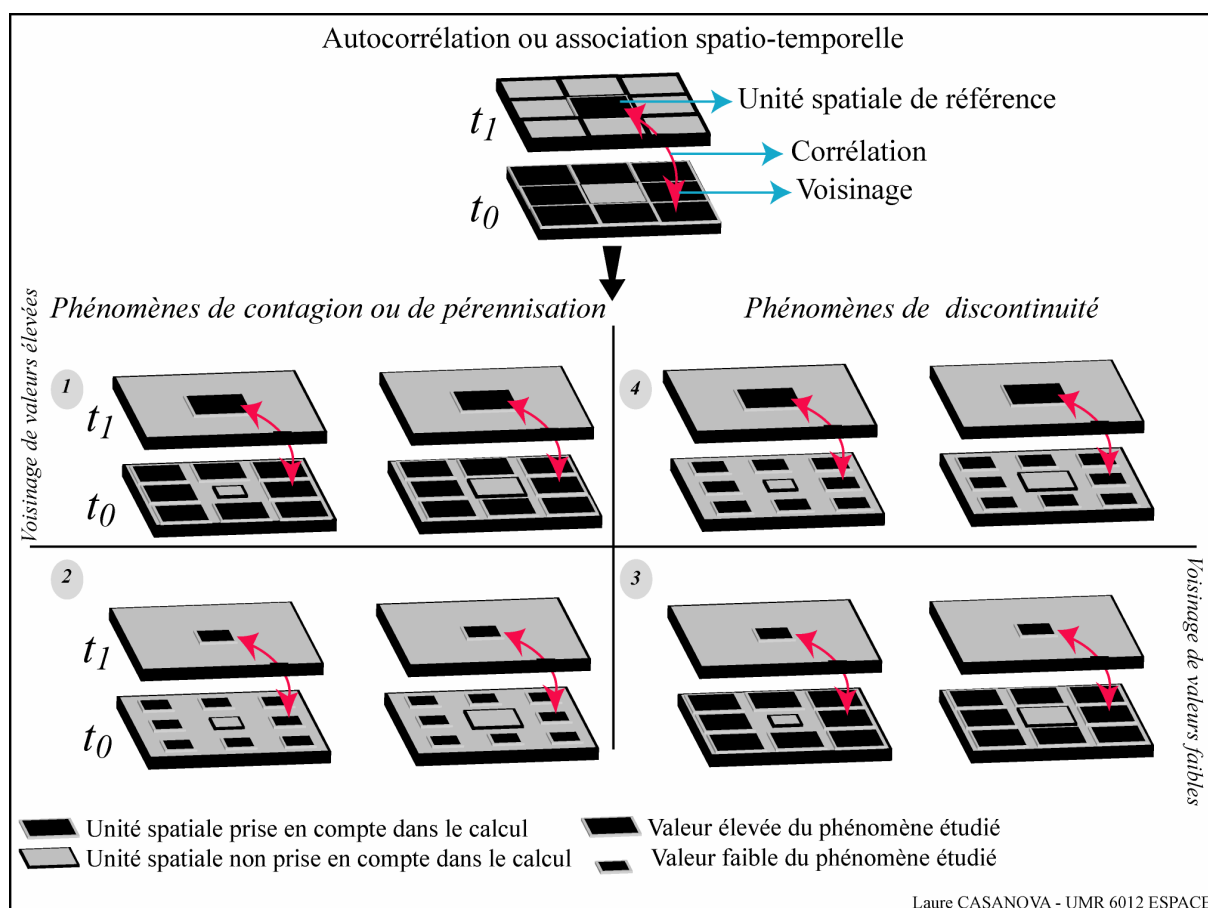 Autocorrélation ou association spatio-temporelle
t1
Unité spatiale de référence
Corrélation
t0
Voisinage
Phénomènes de contagion ou de pérennisation
Phénomènes de discontinuité
Voisinage de valeurs élevées
1
t1
t0
4
2
t1
t0
3
Voisinage de valeurs faibles
Unité spatiale prise en compte dans le calcul
Valeur élevée du phénomène étudié
Unité spatiale non prise en compte dans le calcul
Valeur faible du phénomène étudié
Laure CASANOVA - UMR 6012 ESPACE